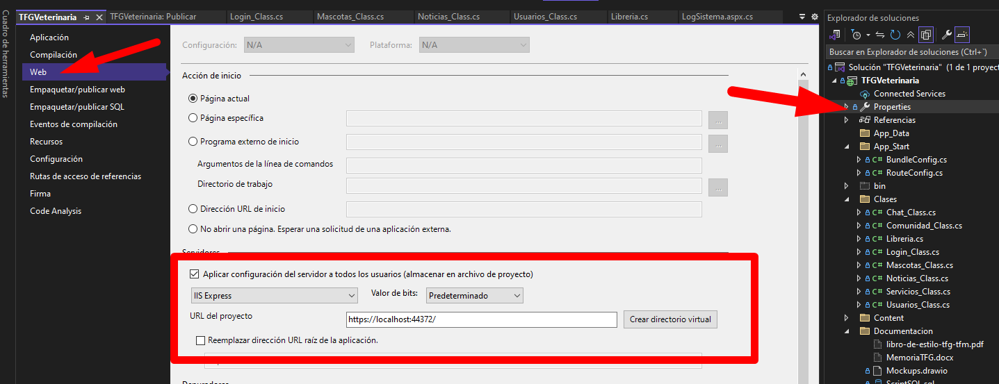 TFGVeterinaria
TFGVeterinaria: Publicar
Login_Class.cs
Mascotas_Class.cs
Noticias_Class.cs
Usuarios_Class.cs
Libreria.cs
LogSistema.aspx.cs
Cuadro de herramientas
Aplicación
Compilación
Web
Empaquetar/publicar web
Empaquetar/publicar SQL
Eventos de compilación
Recursos
Configuración
Rutas de acceso de referencias
Firma
Code Analysis
Configuración: N/A Plataforma: N/A
Acción de inicio
Página actual
Página específica
...
Programa externo de inicio
...
Argumentos de la línea de comandos
Directorio de trabajo
...
Dirección URL de inicio
No abrir una página. Esperar una solicitud de una aplicación externa.
Servidores
Aplicar configuración del servidor a todos los usuarios (almacenar en archivo de proyecto)
IIS Express Valor de bits: Predeterminado
URL del proyecto https://localhost:44372/ Crear directorio virtual
Reemplazar dirección URL raíz de la aplicación.
Depuradores
Explorador de soluciones
Buscar en Explorador de soluciones (Ctrl+`)
Solución "TFGVeterinaria" (1 de 1 proyect
TFGVeterinaria
Connected Services
Properties
Referencias
App_Data
App_Start
C# BundleConfig.cs
C# RouteConfig.cs
bin
Clases
C# Chat_Class.cs
C# Comunidad_Class.cs
C# Libreria.cs
C# Login_Class.cs
C# Mascotas_Class.cs
C# Noticias_Class.cs
C# Servicios_Class.cs
C# Usuarios_Class.cs
Content
Documentacion
libro-de-estilo-tfg-tfm.pdf
MemoriaTFG.docx
Mockups.drawio
ScriptSQL.sql